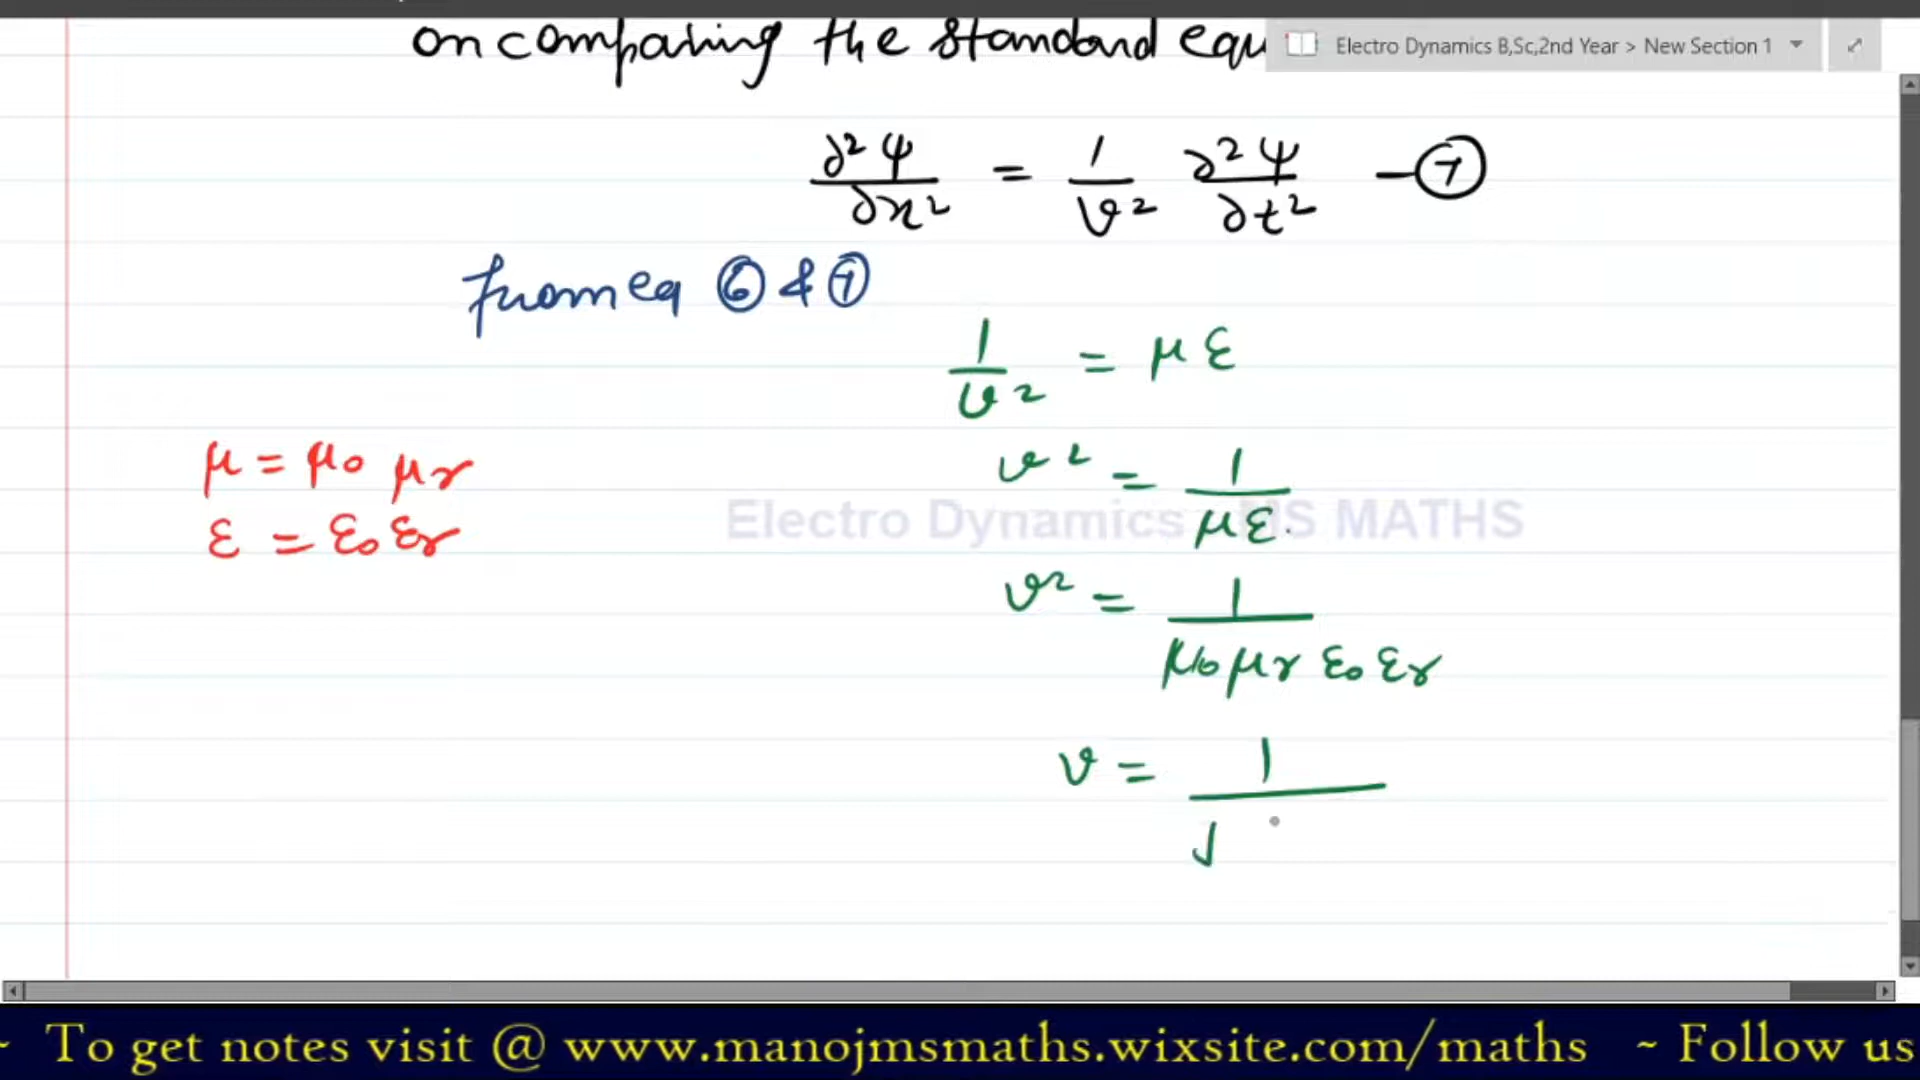 on comparing the standard equ
Electro Dynamics B,Sc,2nd Year > New Section 1
∂²ψ/∂x² = 1/v² ∂²ψ/∂t² —⑦
from eq ⑥ & ⑦
1/v² = μ ε
μ = μ₀ μr
v² = 1/με
ε = ε₀ εr
Electro Dynamics - MS MATHS
v² = 1/μ₀ μr ε₀ εr
v = 1/√
~ To get notes visit @ www.manojmsmaths.wixsite.com/maths ~ Follow us